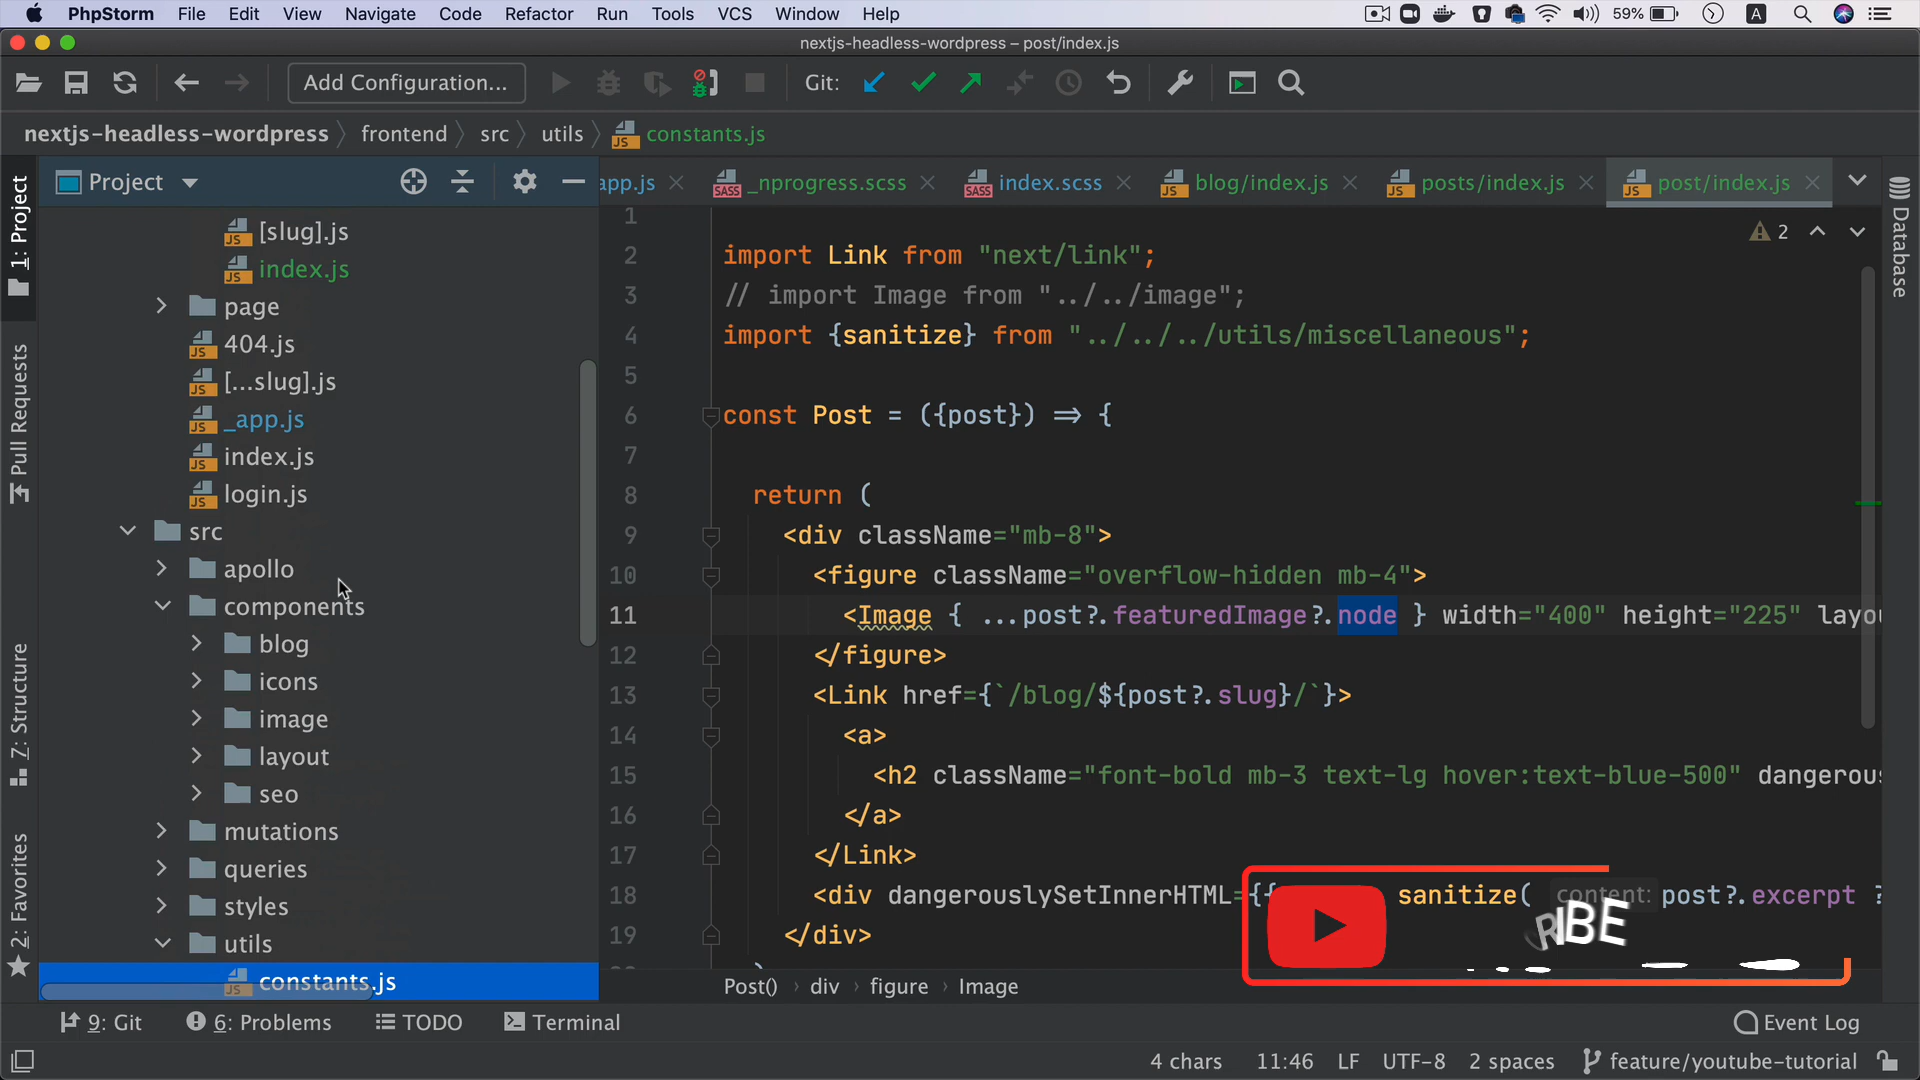 PhpStorm File Edit View Navigate Code Refactor Run Tools VCS Window Help 59% A
nextjs-headless-wordpress – post/index.js
Add Configuration... Git:
nextjs-headless-wordpress frontend src utils constants.js
Project
app.js _nprogress.scss index.scss blog/index.js posts/index.js post/index.js
1: Project
Pull Requests
Z: Structure
2: Favorites
Database
[slug].js
index.js
page
404.js
[...slug].js
_app.js
index.js
login.js
src
apollo
components
blog
icons
image
layout
seo
mutations
queries
styles
utils
constants.js
2
1
2 import Link from "next/link";
3 // import Image from "../../image";
4 import {sanitize} from "../../../utils/miscellaneous";
5
6 const Post = ({post}) => {
7
8 return (
9 <div className="mb-8">
10 <figure className="overflow-hidden mb-4">
11 <Image { ...post?.featuredImage?.node } width="400" height="225" layou
12 </figure>
13 <Link href={`/blog/${post?.slug}/`}>
14 <a>
15 <h2 className="font-bold mb-3 text-lg hover:text-blue-500" dangerous
16 </a>
17 </Link>
18 <div dangerouslySetInnerHTML={{ sanitize( content: post?.excerpt ?
19 </div>
RIBE
Post() › div › figure › Image
9: Git 6: Problems TODO Terminal Event Log
4 chars 11:46 LF UTF-8 2 spaces feature/youtube-tutorial